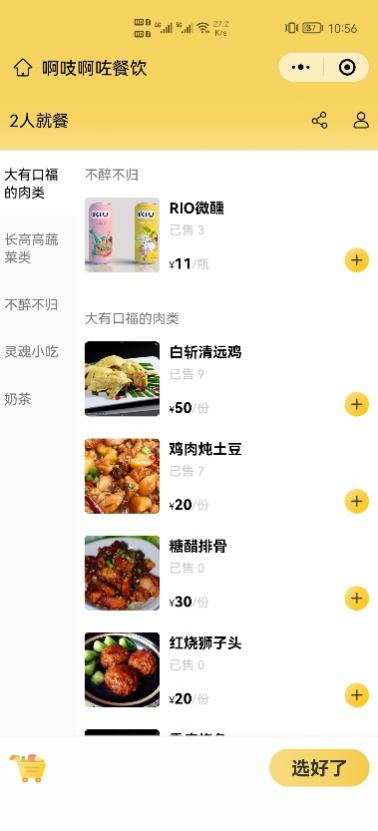 27.2
K/s
87
10:56
啊吱啊咗餐饮
2人就餐
大有口福
的肉类
长高高蔬
菜类
不醉不归
灵魂小吃
奶茶
不醉不归
RIO
RIO
RIO微醺
已售 3
¥11/瓶
大有口福的肉类
白斩清远鸡
已售 9
¥50/份
鸡肉炖土豆
已售 7
¥20/份
糖醋排骨
已售 0
¥30/份
红烧狮子头
已售 0
¥20/份
选好了